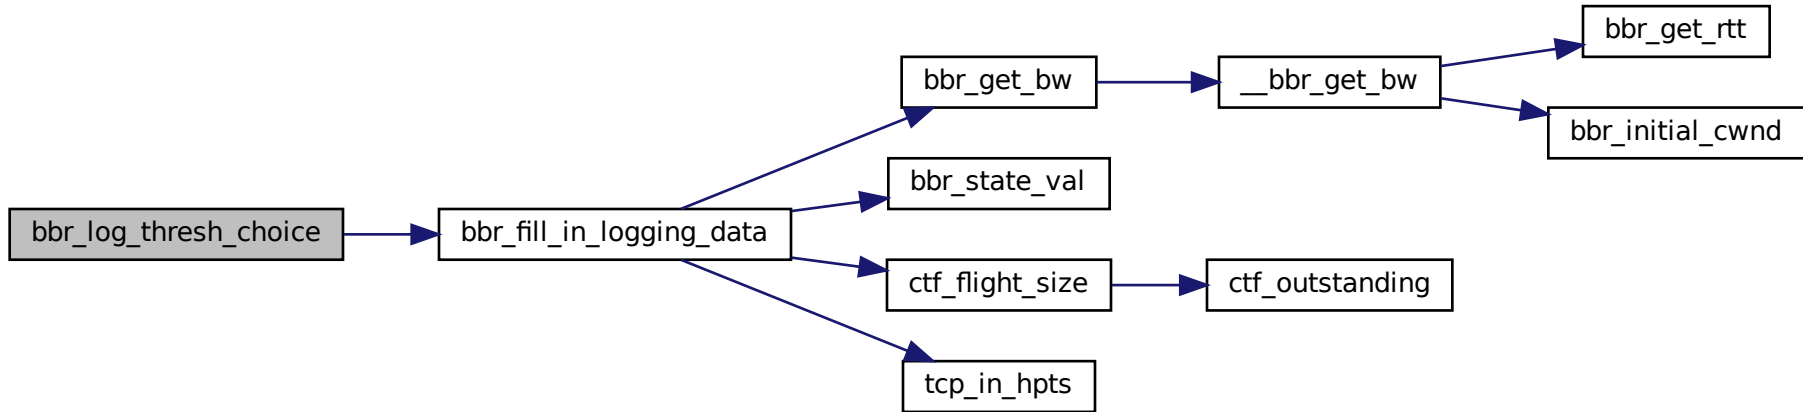 bbr_log_thresh_choice
bbr_fill_in_logging_data
bbr_get_bw
__bbr_get_bw
bbr_get_rtt
bbr_initial_cwnd
bbr_state_val
ctf_flight_size
ctf_outstanding
tcp_in_hpts